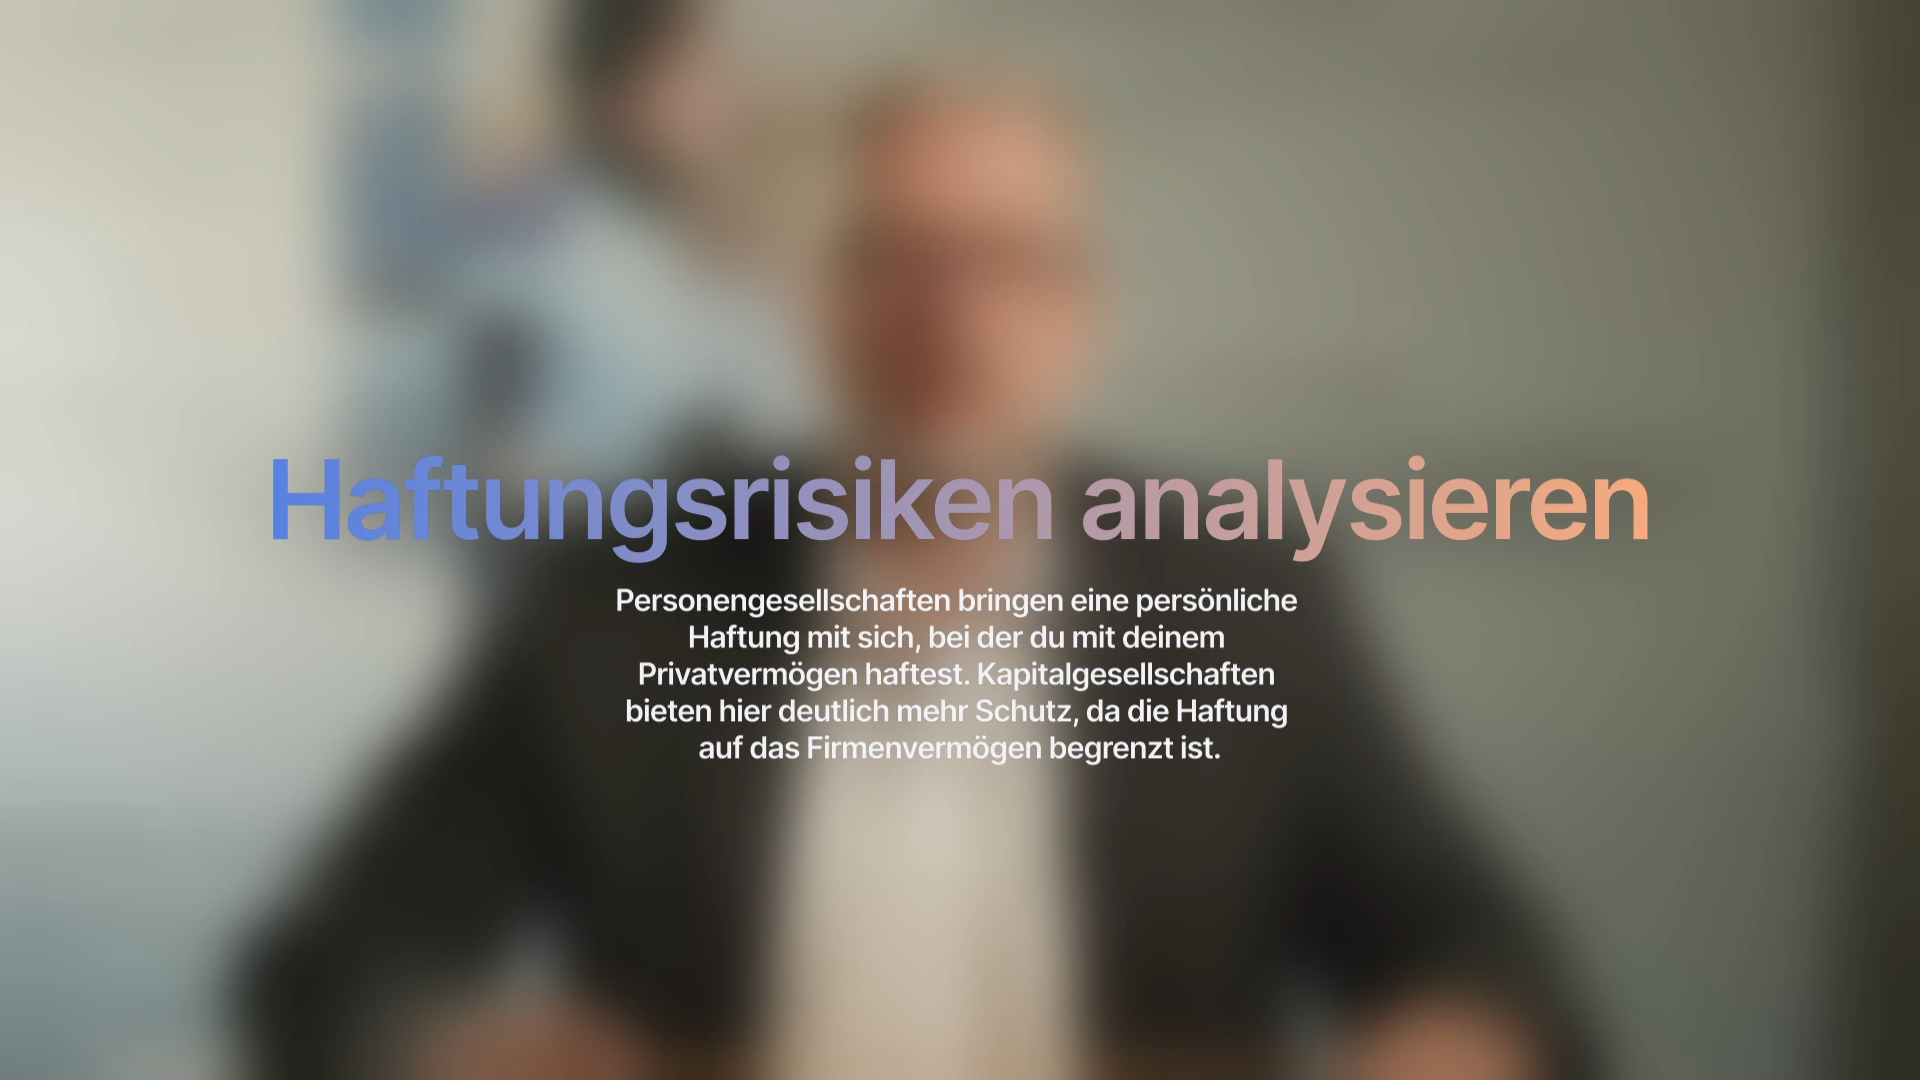 Haftungsrisiken analysieren
Personengesellschaften bringen eine persönliche
Haftung mit sich, bei der du mit deinem
Privatvermögen haftest. Kapitalgesellschaften
bieten hier deutlich mehr Schutz, da die Haftung
auf das Firmenvermögen begrenzt ist.